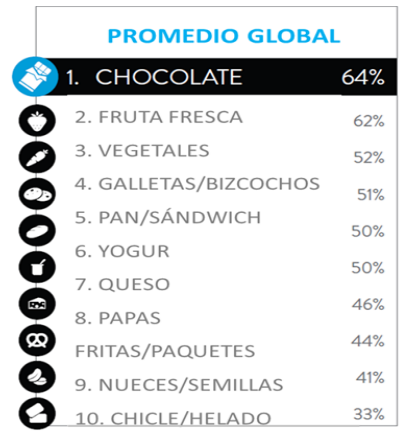 PROMEDIO GLOBAL
1. CHOCOLATE 64%
2. FRUTA FRESCA 62%
3. VEGETALES 52%
4. GALLETAS/BIZCOCHOS 51%
5. PAN/SÁNDWICH 50%
6. YOGUR 50%
7. QUESO 46%
8. PAPAS
FRITAS/PAQUETES 44%
9. NUECES/SEMILLAS 41%
10. CHICLE/HELADO 33%